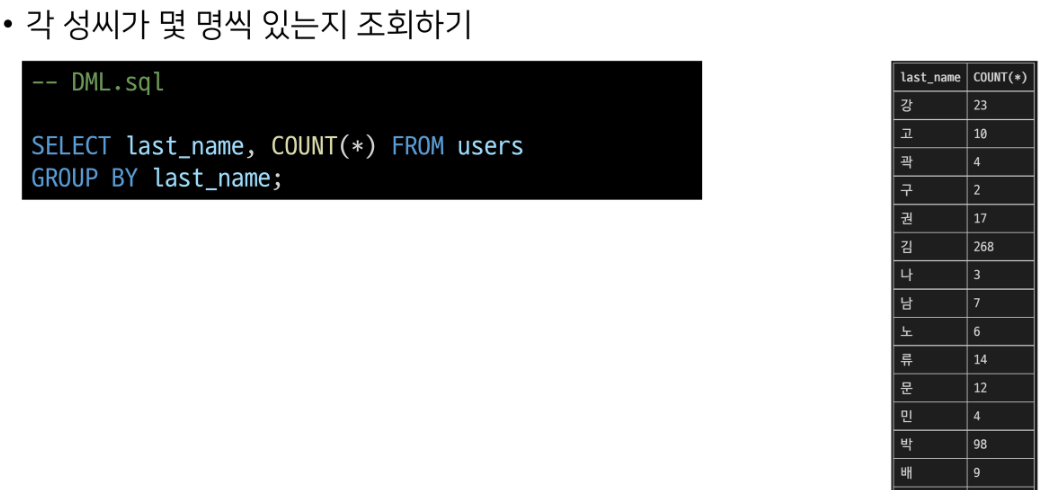 • 각 성씨가 몇 명씩 있는지 조회하기
-- DML.sql
SELECT last_name, COUNT(*) FROM users
GROUP BY last_name;
last_name COUNT(*)
강 23
고 10
곽 4
구 2
권 17
김 268
나 3
남 7
노 6
류 14
문 12
민 4
박 98
배 9